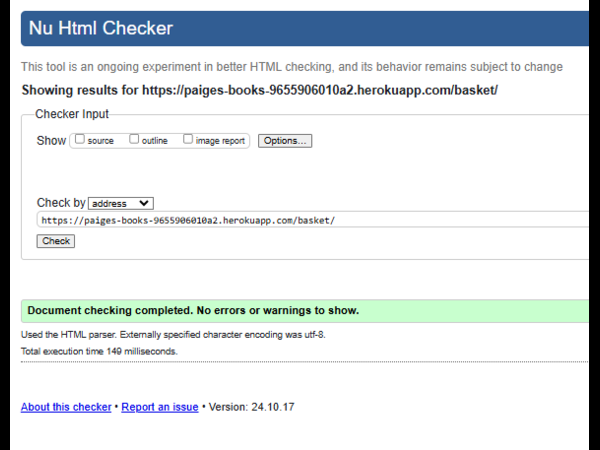 Nu Html Checker
This tool is an ongoing experiment in better HTML checking, and its behavior remains subject to change
Showing results for https://paiges-books-9655906010a2.herokuapp.com/basket/
Checker Input
Show source outline image report Options...
Check by address
https://paiges-books-9655906010a2.herokuapp.com/basket/
Check
Document checking completed. No errors or warnings to show.
Used the HTML parser. Externally specified character encoding was utf-8.
Total execution time 149 milliseconds.
About this checker • Report an issue • Version: 24.10.17